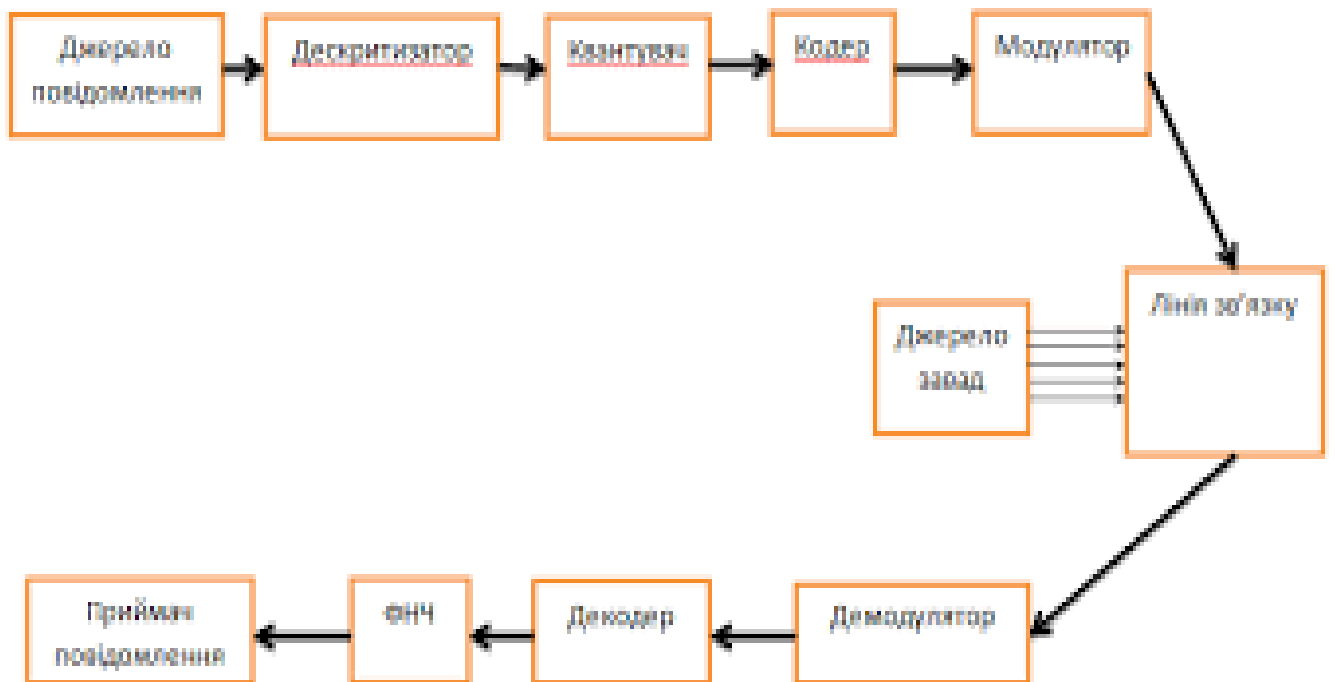 Джерело
повідомлення
Дескритизатор
Квантувач
Кодер
Модулятор
Лінія зв'язку
Джерело
завад
Демодулятор
Декодер
ФНЧ
Приймач
повідомлення